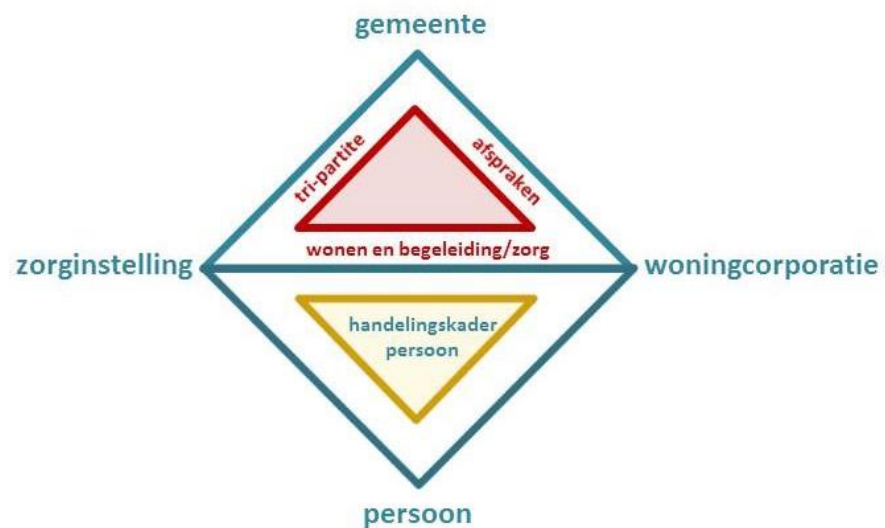 gemeente
tri-partite
afspraken
wonen en begeleiding/zorg
zorginstelling
woningcorporatie
handelingskader
persoon
persoon